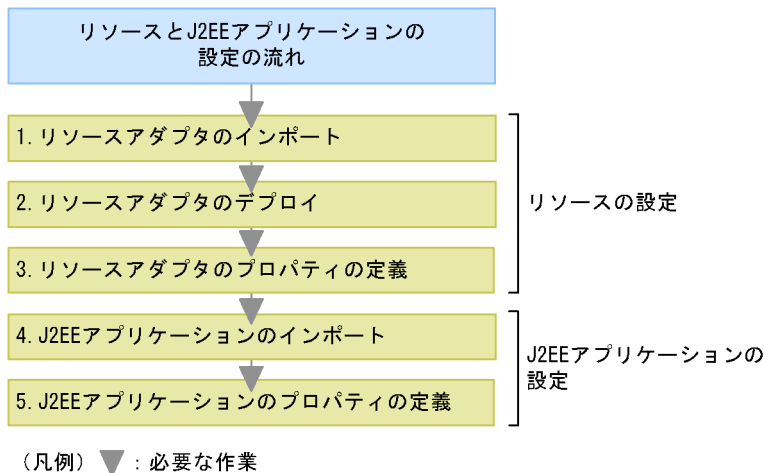 リソースとJ2EEアプリケーションの
設定の流れ
1. リソースアダプタのインポート
2. リソースアダプタのデプロイ
3. リソースアダプタのプロパティの定義
リソースの設定
4. J2EEアプリケーションのインポート
5. J2EEアプリケーションのプロパティの定義
J2EEアプリケーションの
設定
（凡例）▼：必要な作業